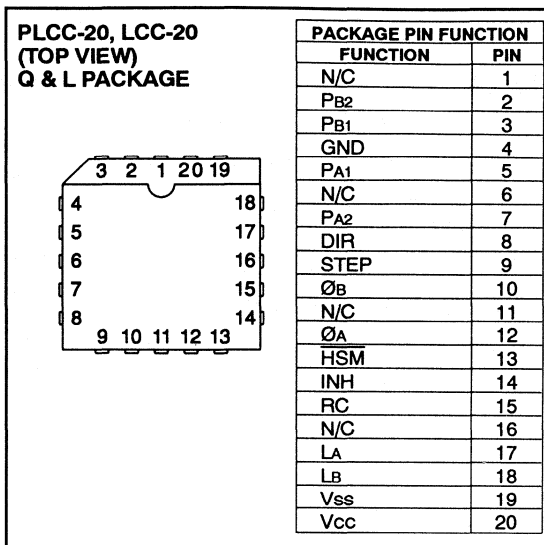 PLCC-20, LCC-20
(TOP VIEW)
Q & L PACKAGE
3 2 1 20 19
4 18
5 17
6 16
7 15
8 14
9 10 11 12 13
PACKAGE PIN FUNCTION
FUNCTION PIN
N/C 1
PB2 2
PB1 3
GND 4
PA1 5
N/C 6
PA2 7
DIR 8
STEP 9
ØB 10
N/C 11
ØA 12
H̅S̅M̅ 13
INH 14
RC 15
N/C 16
LA 17
LB 18
Vss 19
Vcc 20